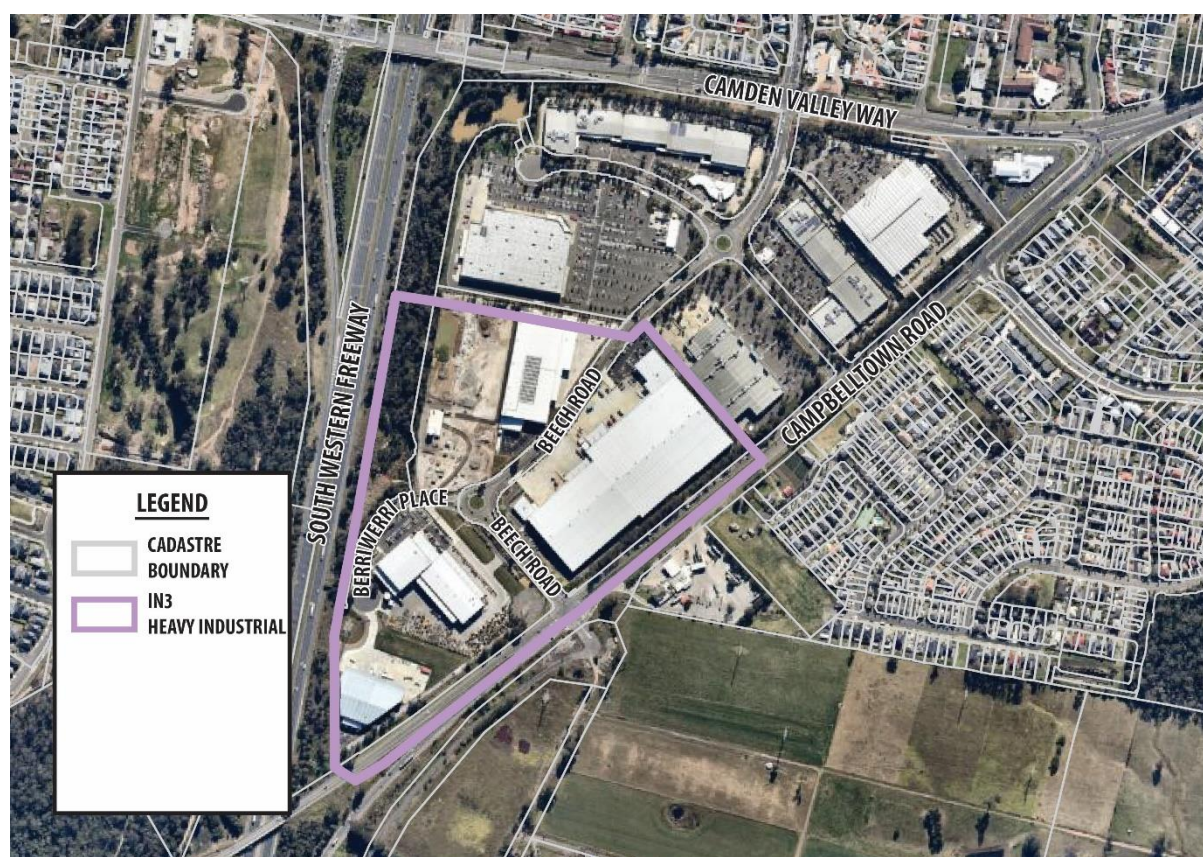 CAMDEN VALLEY WAY
SOUTH WESTERN FREEWAY
CAMPBELLTOWN ROAD
BEECH ROAD
BERRIWERRI PLACE
BEECH ROAD
LEGEND
CADASTRE
BOUNDARY
IN3
HEAVY INDUSTRIAL